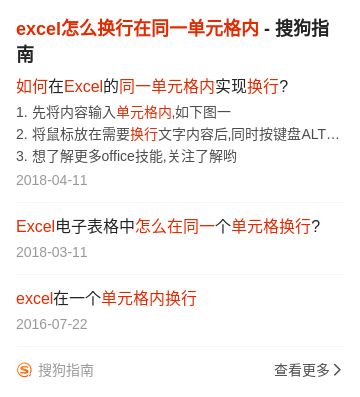 excel怎么换行在同一单元格内 - 搜狗指
南
如何在Excel的同一单元格内实现换行?
1. 先将内容输入单元格内,如下图一
2. 将鼠标放在需要换行文字内容后,同时按键盘ALT…
3. 想了解更多office技能,关注了解哟
2018-04-11
Excel电子表格中怎么在同一个单元格换行?
2018-03-11
excel在一个单元格内换行
2016-07-22
搜狗指南 查看更多